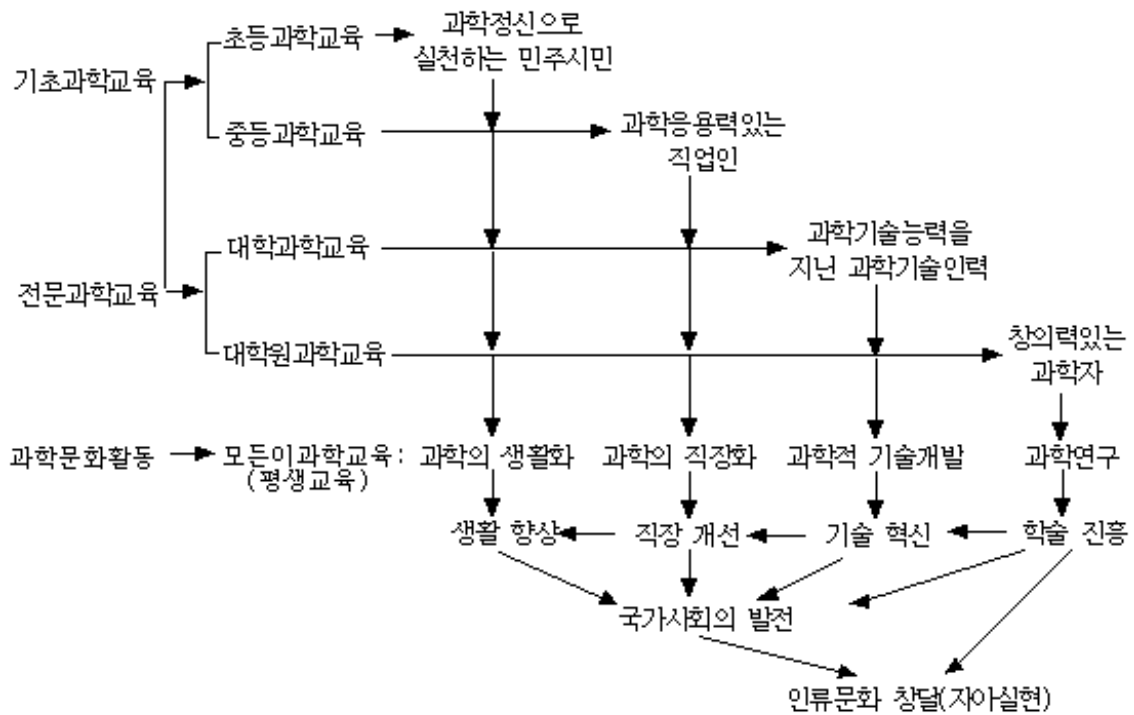 초등과학교육
과학정신으로
실천하는 민주시민
기초과학교육
중등과학교육
과학응용력있는
직업인
대학과학교육
과학기술능력을
지닌 과학기술인력
전문과학교육
대학원과학교육
창의력있는
과학자
과학문화활동
모든이과학교육:
(평생교육)
과학의 생활화
과학의 직장화
과학적 기술개발
과학연구
생활 향상
직장 개선
기술 혁신
학술 진흥
국가사회의 발전
인류문화 창달(자아실현)